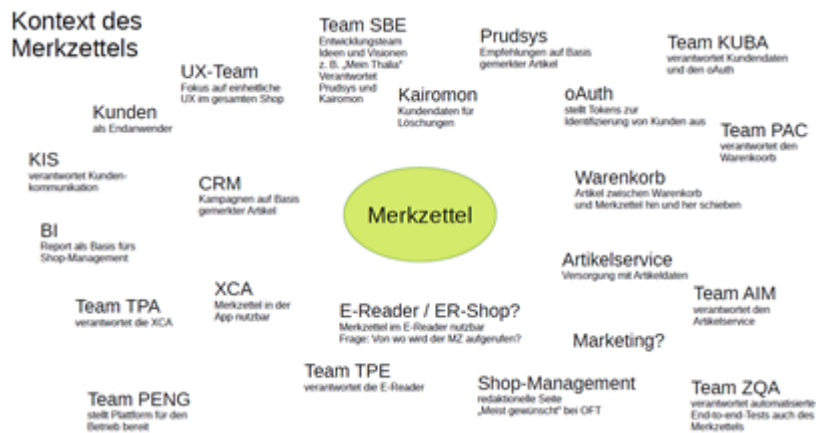 Kontext des
Merkzettels
Team SBE
Entwicklungsteam
Ideen und Visionen
z. B. „Mein Thalia“
Verantwortet
Prudsys und
Kairomon
Prudsys
Empfehlungen auf Basis
gemerkter Artikel
Team KUBA
verantwortet Kundendaten
und den oAuth
UX-Team
Fokus auf einheitliche
UX im gesamten Shop
Kairomon
Kundendaten für
Löschungen
oAuth
stellt Tokens zur
Identifizierung von Kunden aus
Kunden
als Endanwender
Team PAC
verantwortet den
Warenkoorb
KIS
verantwortet Kunden-
kommunikation
CRM
Kampagnen auf Basis
gemerkter Artikel
Merkzettel
Warenkorb
Artikel zwischen Warenkorb
und Merkzettel hin und her schieben
BI
Report als Basis fürs
Shop-Management
Artikelservice
Versorgung mit Artikeldaten
XCA
Merkzettel in der
App nutzbar
Team TPA
verantwortet die XCA
E-Reader / ER-Shop?
Merkzettel im E-Reader nutzbar
Frage: Von wo wird der MZ aufgerufen?
Team AIM
verantwortet den
Artikelservice
Marketing?
Team TPE
verantwortet die E-Reader
Team PENG
stellt Plattform für den
Betrieb bereit
Shop-Management
redaktionelle Seite
„Meist gewünscht“ bei OFT
Team ZQA
verantwortet automatisierte
End-to-end-Tests auch des
Merkzettels